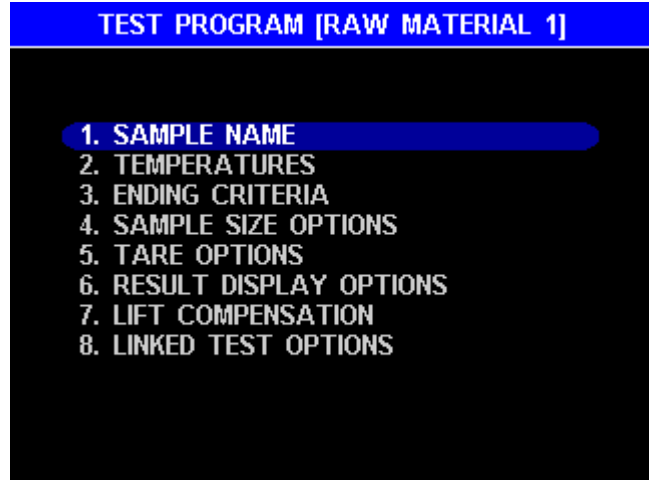 TEST PROGRAM [RAW MATERIAL 1]
1. SAMPLE NAME
2. TEMPERATURES
3. ENDING CRITERIA
4. SAMPLE SIZE OPTIONS
5. TARE OPTIONS
6. RESULT DISPLAY OPTIONS
7. LIFT COMPENSATION
8. LINKED TEST OPTIONS